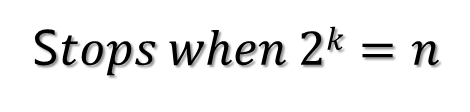 Stops when 2^k = n